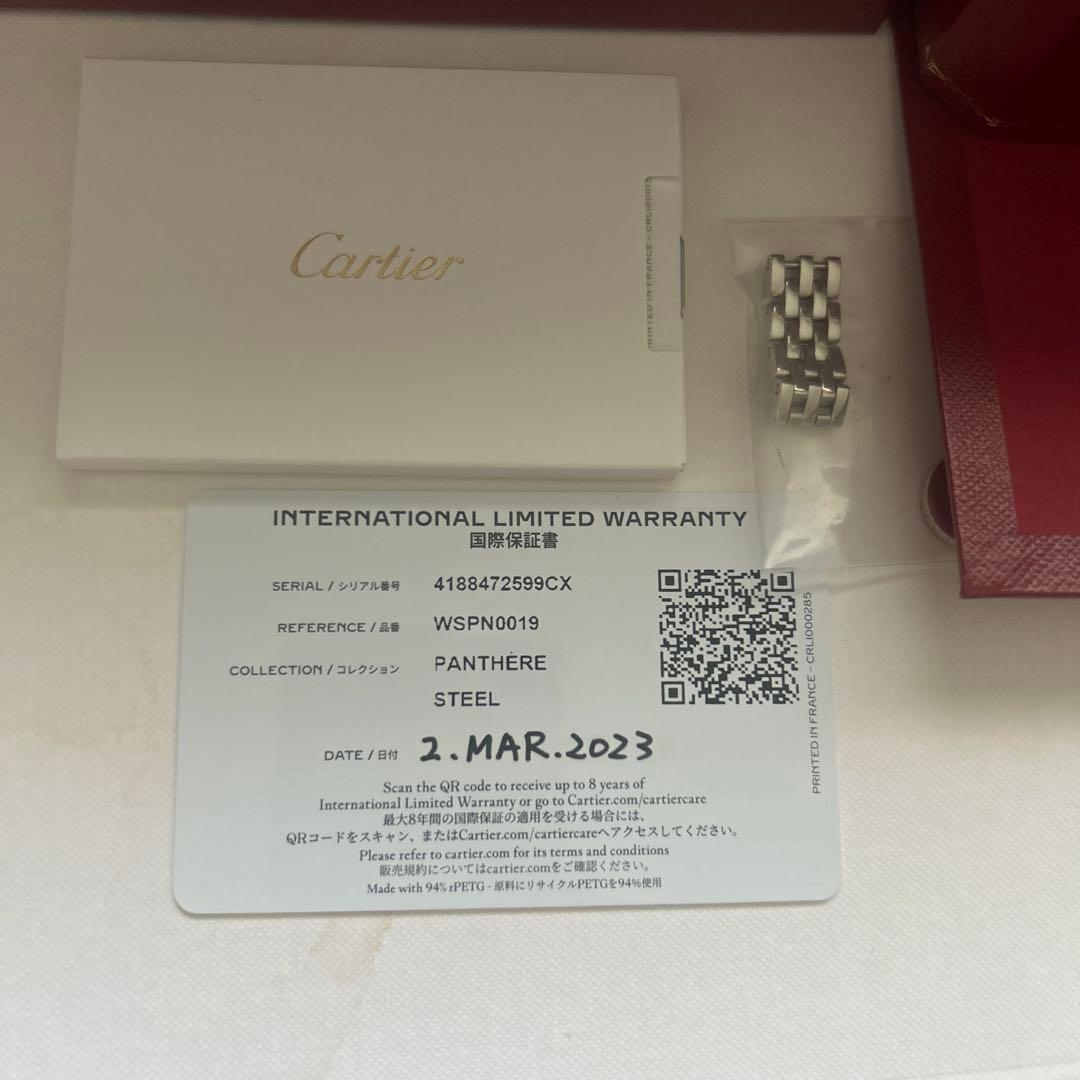 Cartier
PRINTED IN FRANCE - CRLI000013
INTERNATIONAL LIMITED WARRANTY
国際保証書
SERIAL / シリアル番号 4188472599CX
REFERENCE / 品番 WSPN0019
COLLECTION / コレクション PANTHÈRE
STEEL
DATE / 日付 2. MAR. 2023
Scan the QR code to receive up to 8 years of
International Limited Warranty or go to Cartier.com/cartiercare
最大8年間の国際保証の適用を受ける場合には、
QRコードをスキャン、またはCartier.com/cartiercareへアクセスしてください。
Please refer to cartier.com for its terms and conditions
販売規約についてはcartier.comをご確認ください。
Made with 94% rPETG - 原料にリサイクルPETGを94%使用
PRINTED IN FRANCE - CRLI000285